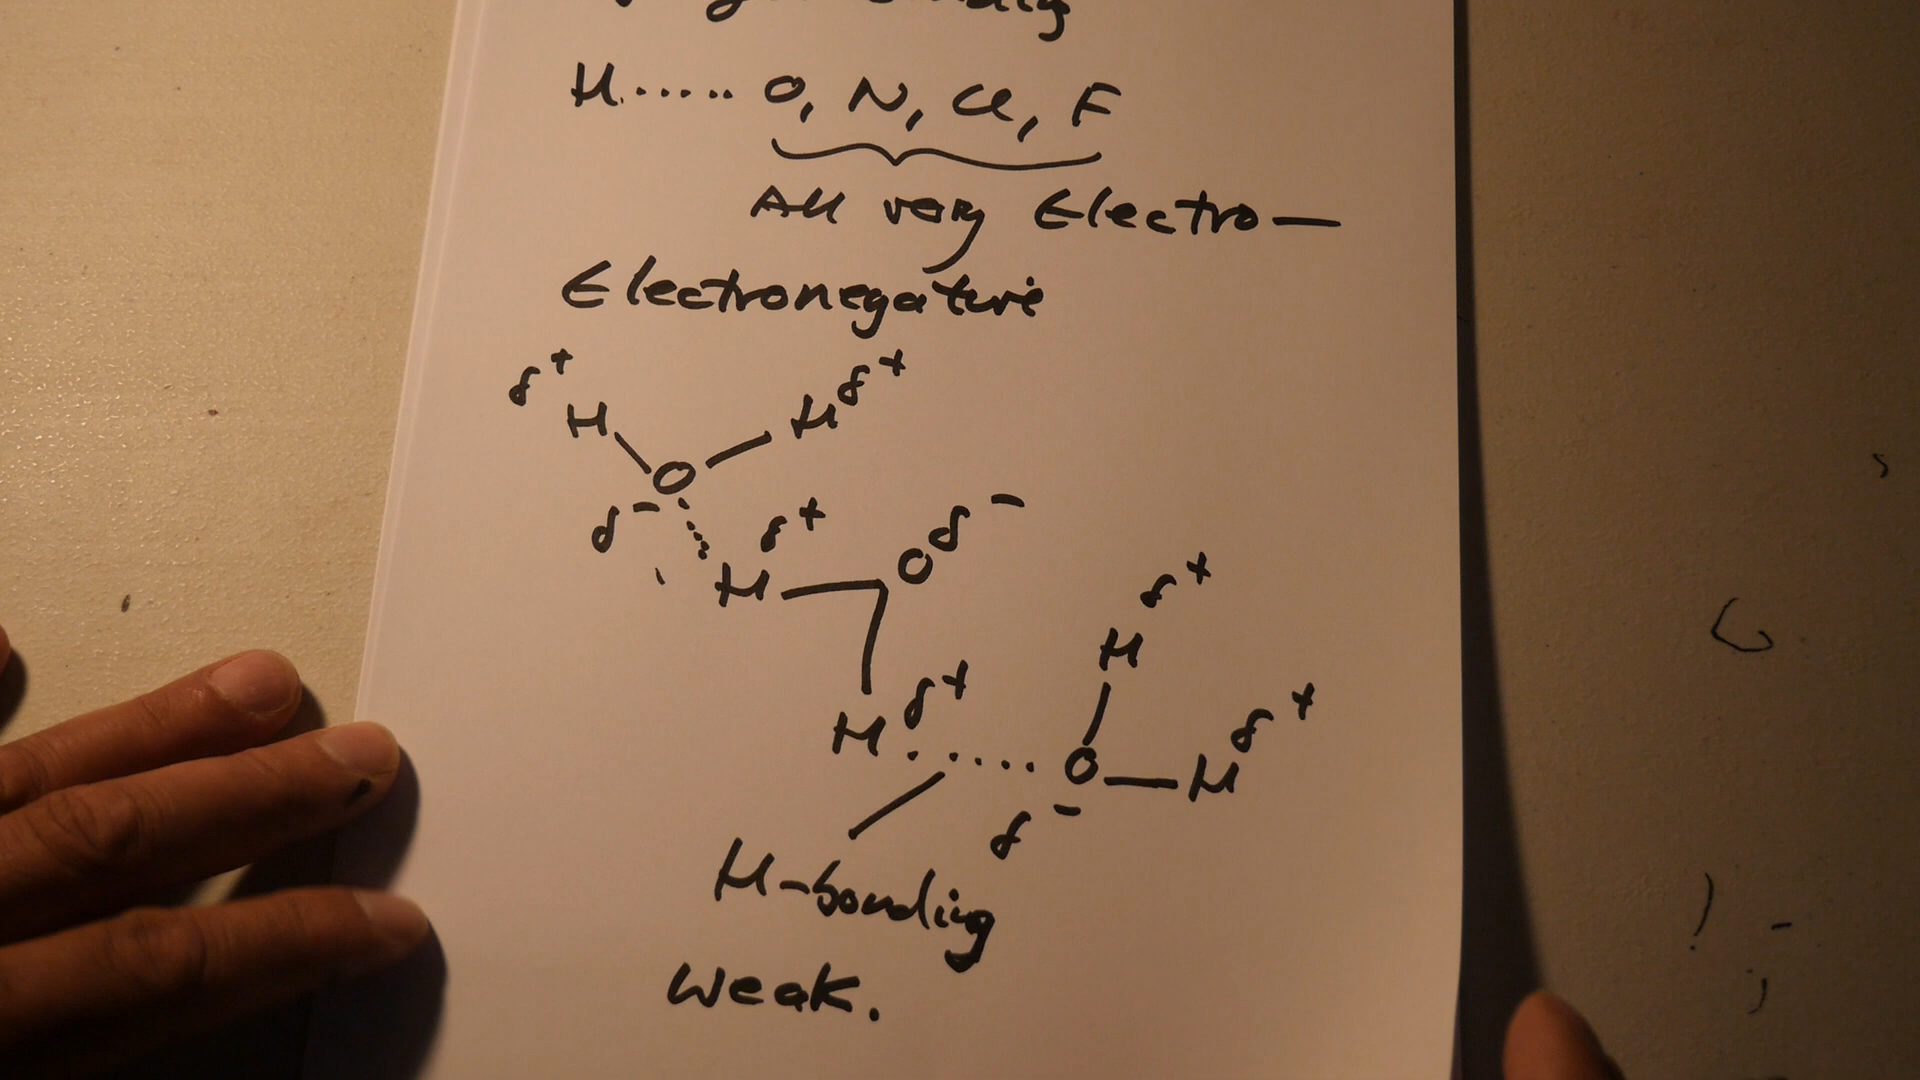 H...... O, N, Cl, F
All very Electro-
Electronegative
δ+ δ+
H H
O
δ- δ+ O δ-
H
δ+
H
H δ+ δ+
O H
δ-
H-bonding
weak.